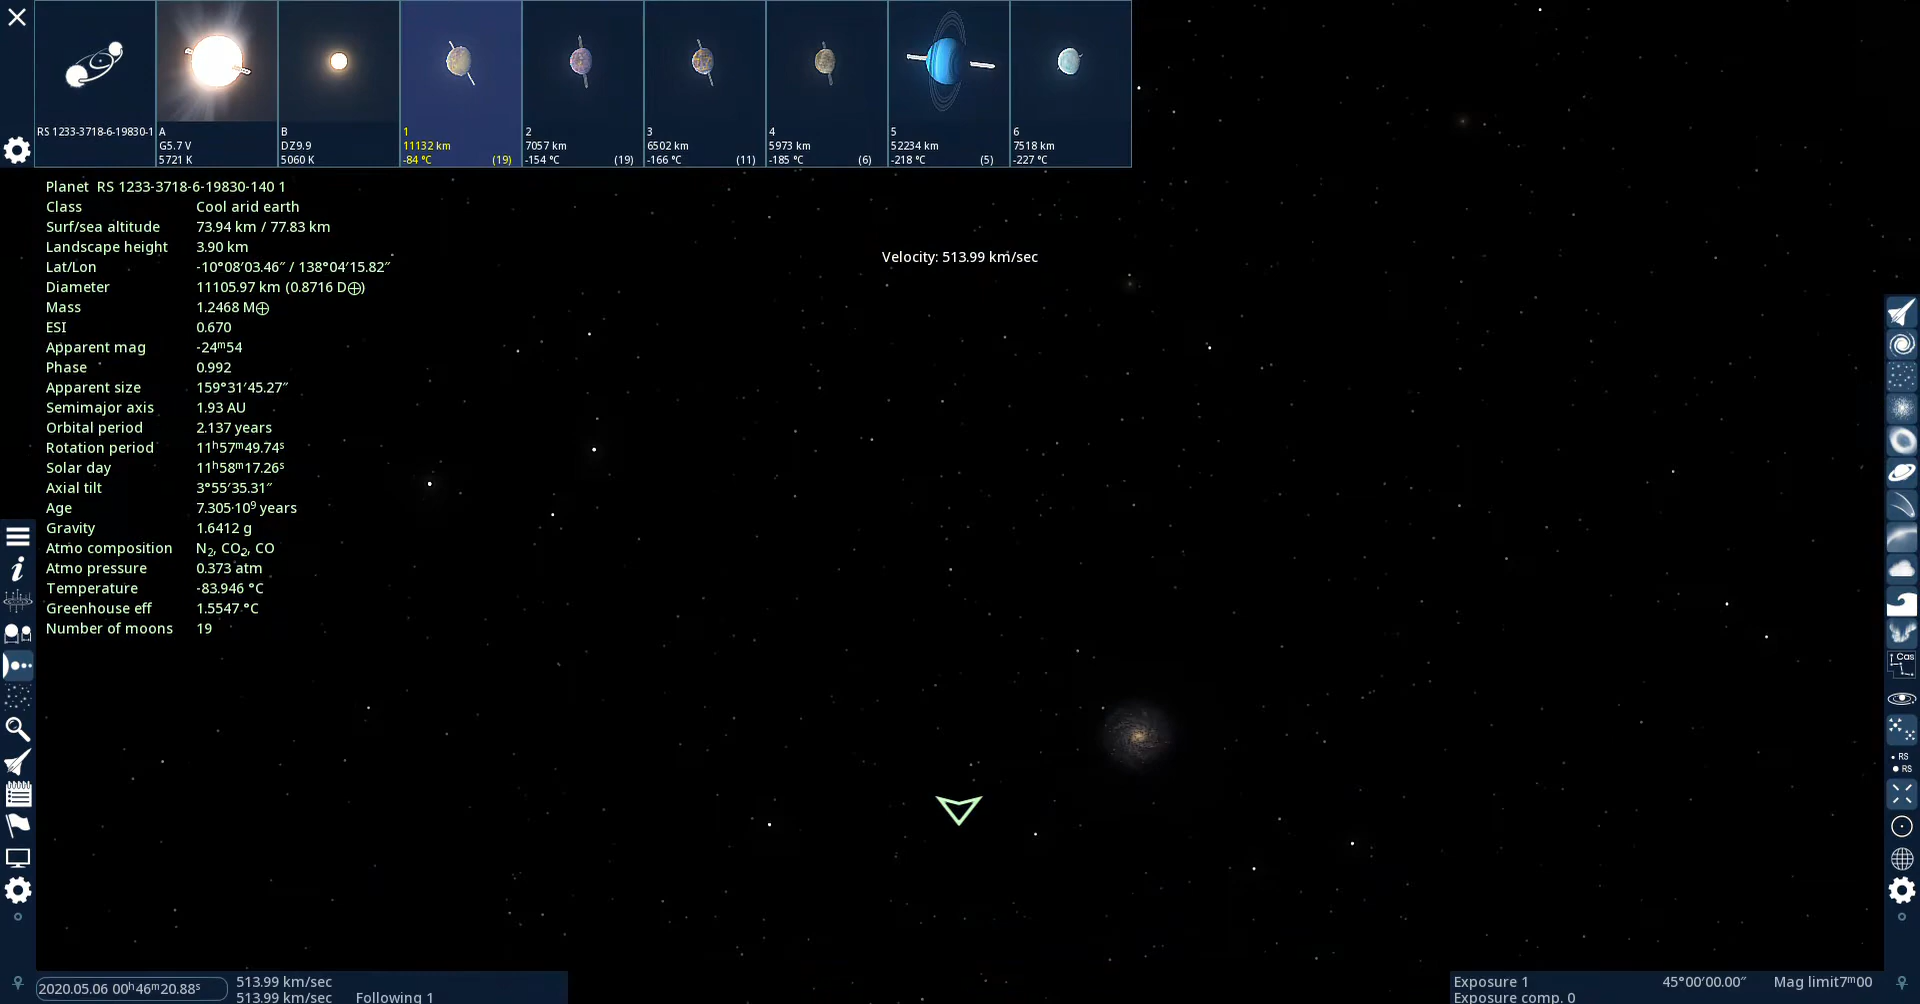 RS 1233-3718-6-19830-1
A
G5.7 V
5721 K
B
DZ9.9
5060 K
1
11132 km
-84 °C (19)
2
7057 km
-154 °C (19)
3
6502 km
-166 °C (11)
4
5973 km
-185 °C (6)
5
52234 km
-218 °C (5)
6
7518 km
-227 °C
Planet RS 1233-3718-6-19830-140 1
Class Cool arid earth
Surf/sea altitude 73.94 km / 77.83 km
Landscape height 3.90 km
Lat/Lon -10°08′03.46″ / 138°04′15.82″
Diameter 11105.97 km (0.8716 D⊕)
Mass 1.2468 M⊕
ESI 0.670
Apparent mag -24ᵐ54
Phase 0.992
Apparent size 159°31′45.27″
Semimajor axis 1.93 AU
Orbital period 2.137 years
Rotation period 11ʰ57ᵐ49.74ˢ
Solar day 11ʰ58ᵐ17.26ˢ
Axial tilt 3°55′35.31″
Age 7.305·10⁹ years
Gravity 1.6412 g
Atmo composition N₂, CO₂, CO
Atmo pressure 0.373 atm
Temperature -83.946 °C
Greenhouse eff 1.5547 °C
Number of moons 19
Velocity: 513.99 km/sec
Cas
RS
RS
2020.05.06 00ʰ46ᵐ20.88ˢ
513.99 km/sec
513.99 km/sec Following 1
Exposure 1 45°00′00.00″ Mag limit7ᵐ00
Exposure comp. 0